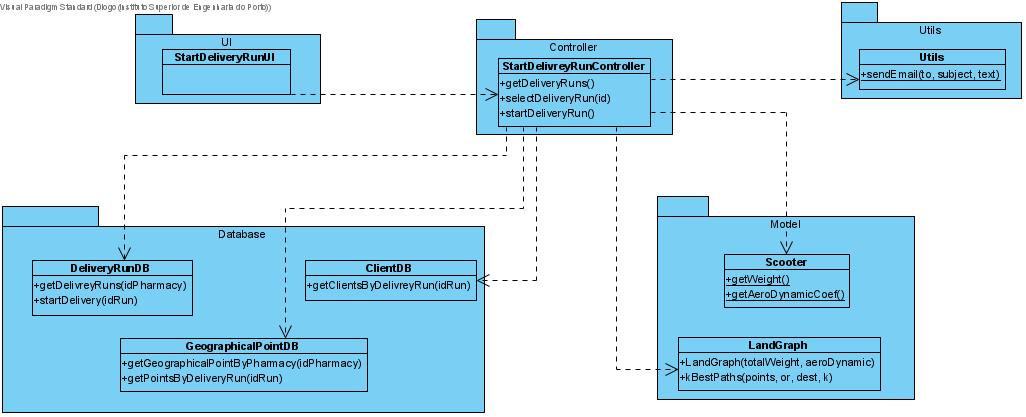 Visual Paradigm Standard (Diogo(Instituto Superior de Engenharia do Porto))
UI
StartDeliveryRunUI
Controller
StartDelivreyRunController
+getDeliveryRuns()
+selectDeliveryRun(id)
+startDeliveryRun()
Utils
Utils
+sendEmail(to, subject, text)
Database
DeliveryRunDB
+getDelivreyRuns(idPharmacy)
+startDelivery(idRun)
ClientDB
+getClientsByDelivreyRun(idRun)
GeographicalPointDB
+getGeographicalPointByPharmacy(idPharmacy)
+getPointsByDeliveryRun(idRun)
Model
Scooter
+getWeight()
+getAeroDynamicCoef()
LandGraph
+LandGraph(totalWeight, aeroDynamic)
+kBestPaths(points, or, dest, k)